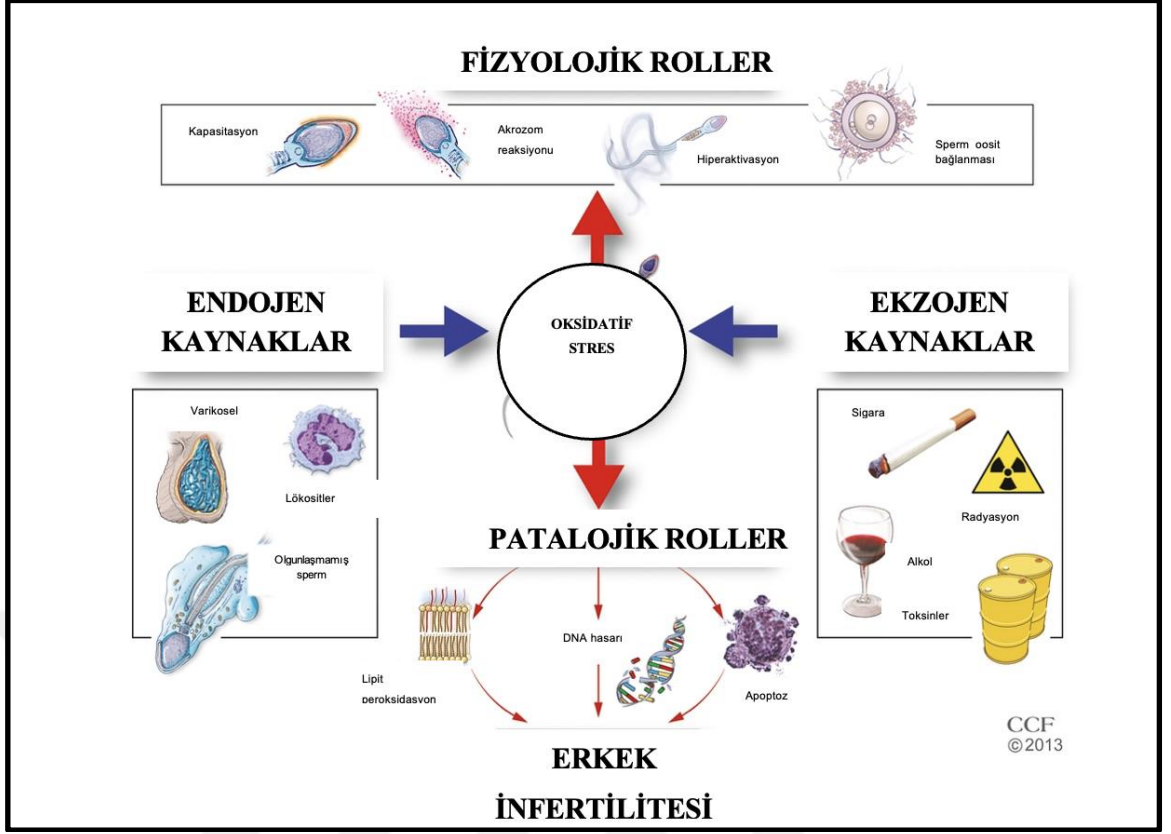 FİZYOLOJİK ROLLER
Kapasitasyon
Akrozom
reaksiyonu
Hiperaktivasyon
Sperm oosit
bağlanması
ENDOJEN
KAYNAKLAR
OKSİDATİF
STRES
EKZOJEN
KAYNAKLAR
Varikosel
Lökositler
Olgunlaşmamış
sperm
Sigara
Radyasyon
Alkol
Toksinler
PATALOJİK ROLLER
Lipit
peroksidasyon
DNA hasarı
Apoptoz
ERKEK
İNFERTİLİTESİ
CCF
©2013